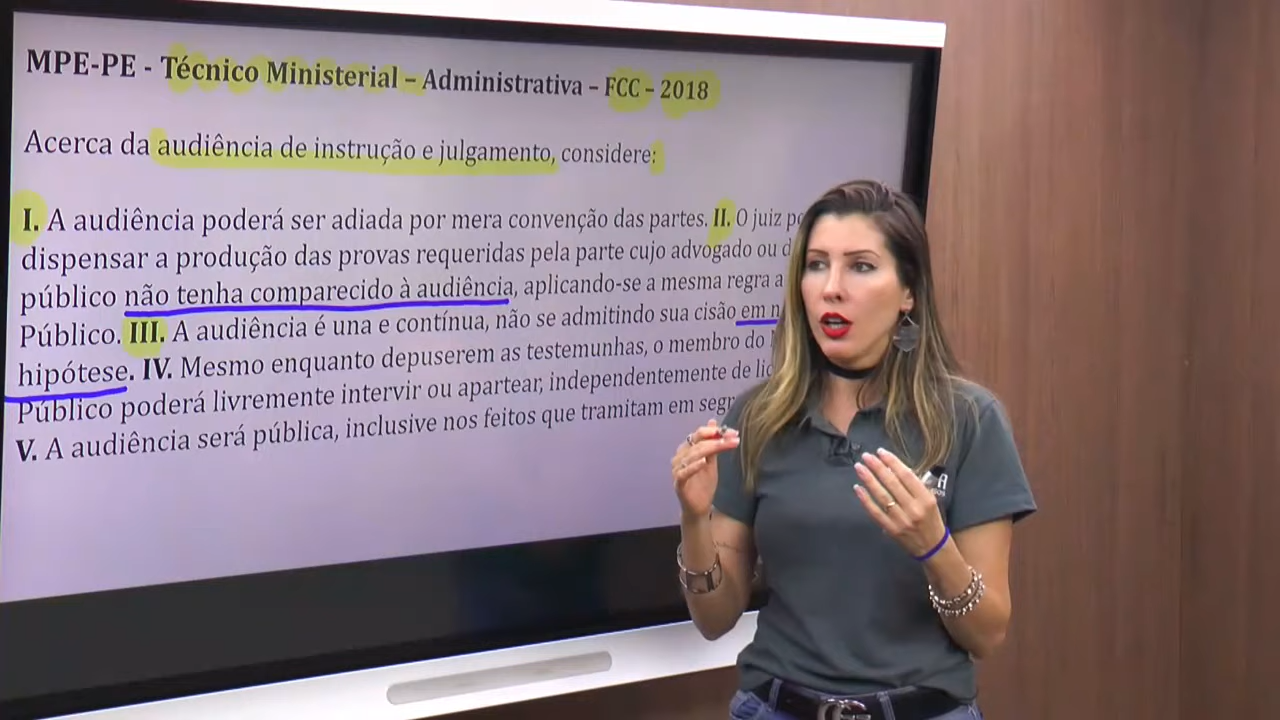 MPE-PE - Técnico Ministerial – Administrativa – FCC – 2018
Acerca da audiência de instrução e julgamento, considere:
I. A audiência poderá ser adiada por mera convenção das partes. II. O juiz
dispensar a produção das provas requeridas pela parte cujo advogado ou
público não tenha comparecido à audiência, aplicando-se a mesma regra a
Público. III. A audiência é una e contínua, não se admitindo sua cisão em
hipótese. IV. Mesmo enquanto depuserem as testemunhas, o membro do
Público poderá livremente intervir ou apartear, independentemente de
V. A audiência será pública, inclusive nos feitos que tramitam em